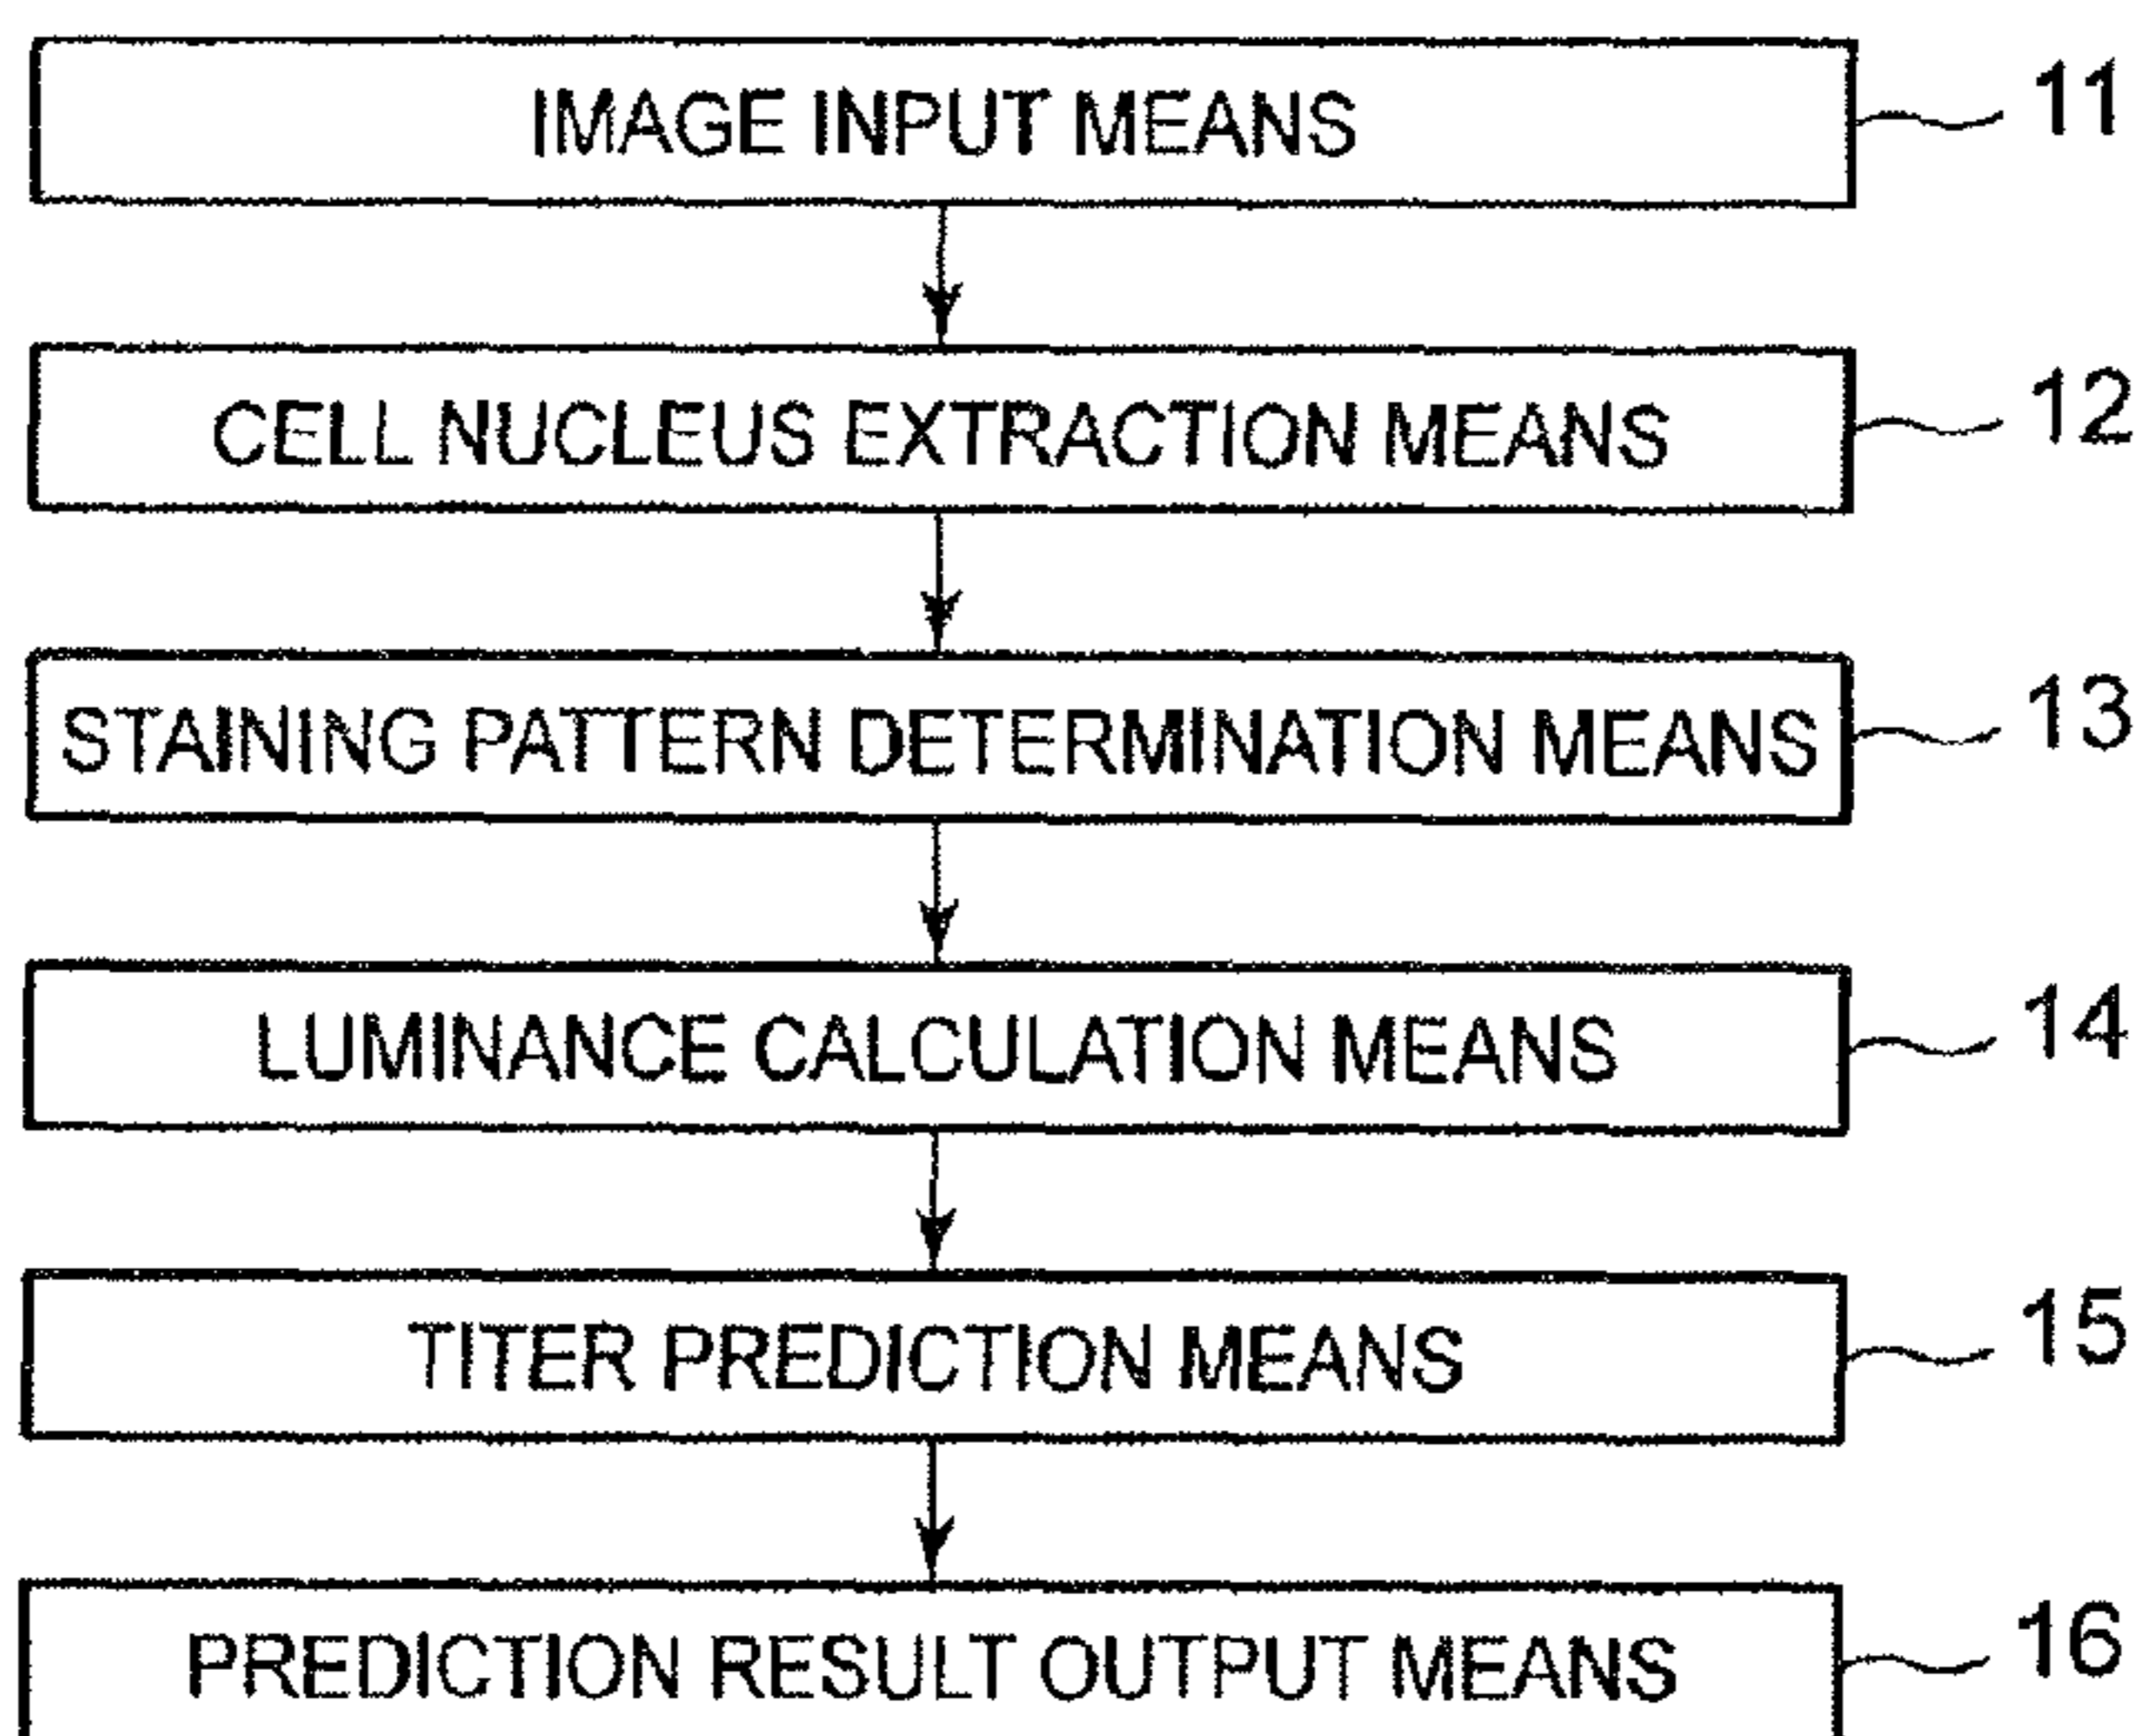 IMAGE INPUT MEANS 11
CELL NUCLEUS EXTRACTION MEANS 12
STAINING PATTERN DETERMINATION MEANS 13
LUMINANCE CALCULATION MEANS 14
TITER PREDICTION MEANS 15
PREDICTION RESULT OUTPUT MEANS 16